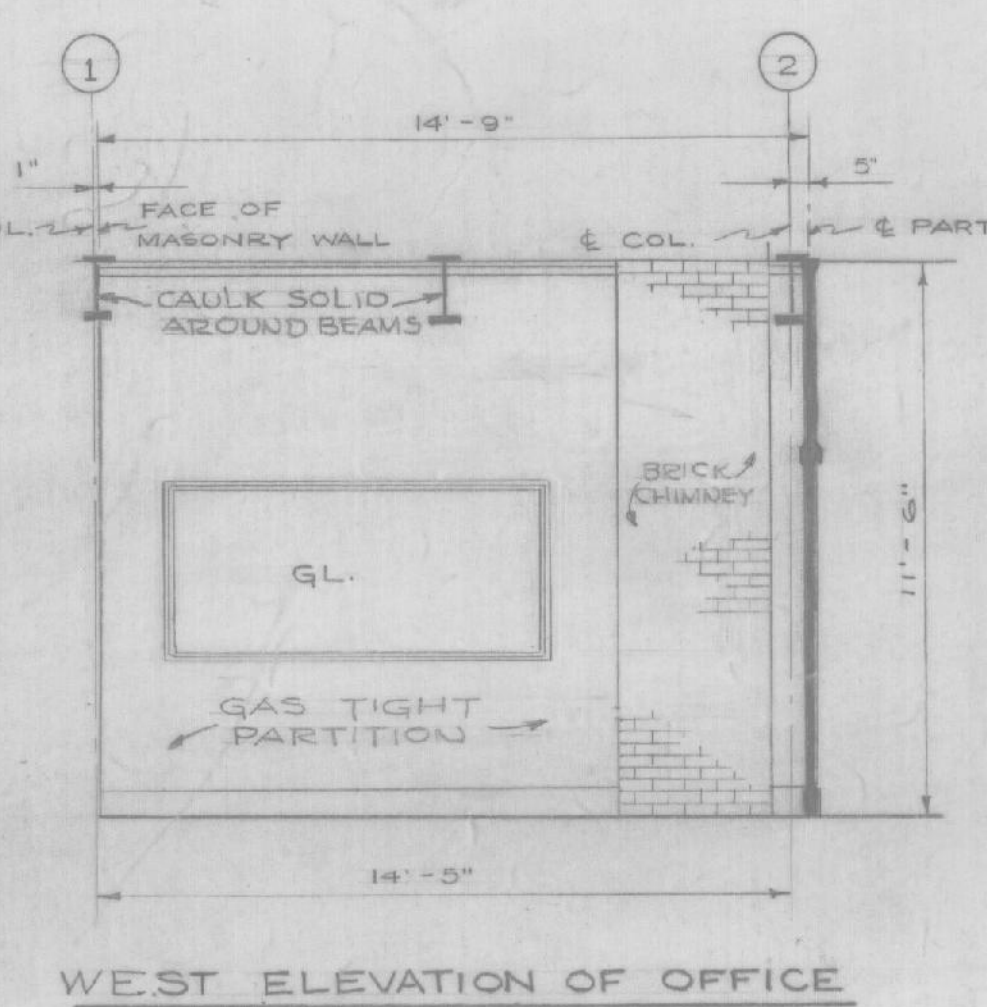 1
2
14'-9"
1"
5"
L.
FACE OF
MASONRY WALL
℄ COL.
℄ PART
CAULK SOLID
AROUND BEAMS
BRICK
CHIMNEY
GL.
11'-6"
GAS TIGHT
PARTITION
14'-5"
WEST ELEVATION OF OFFICE